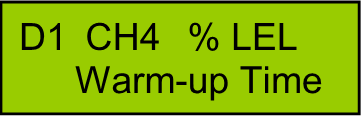 D1 CH4 % LEL
Warm-up Time